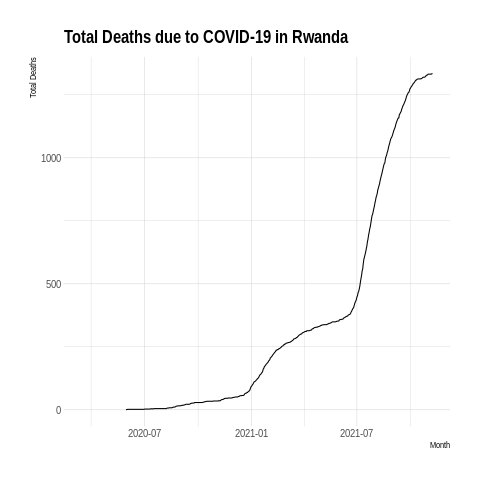 Total Deaths due to COVID-19 in Rwanda
Total Deaths
1000
500
0
2020-07 2021-01 2021-07
Month